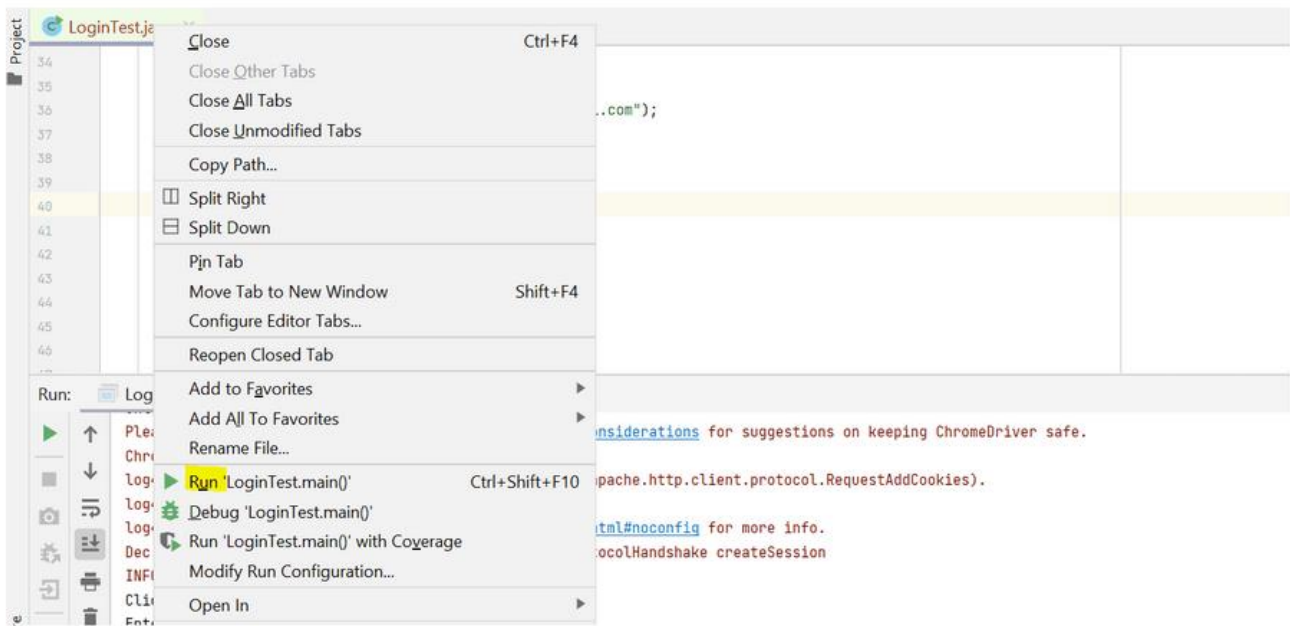 Project
LoginTest.ja
34
35
36
37
38
39
40
41
42
43
44
45
46
.com");
Close Ctrl+F4
Close Other Tabs
Close All Tabs
Close Unmodified Tabs
Copy Path...
Split Right
Split Down
Pin Tab
Move Tab to New Window Shift+F4
Configure Editor Tabs...
Reopen Closed Tab
Add to Favorites
Add All To Favorites
Rename File...
Run 'LoginTest.main()' Ctrl+Shift+F10
Debug 'LoginTest.main()'
Run 'LoginTest.main()' with Coverage
Modify Run Configuration...
Open In
Run: Log
Plea
nsiderations for suggestions on keeping ChromeDriver safe.
Chr
log
pache.http.client.protocol.RequestAddCookies).
log
log
tml#noconfig for more info.
Dec
ocolHandshake createSession
INF
Cli
Ent